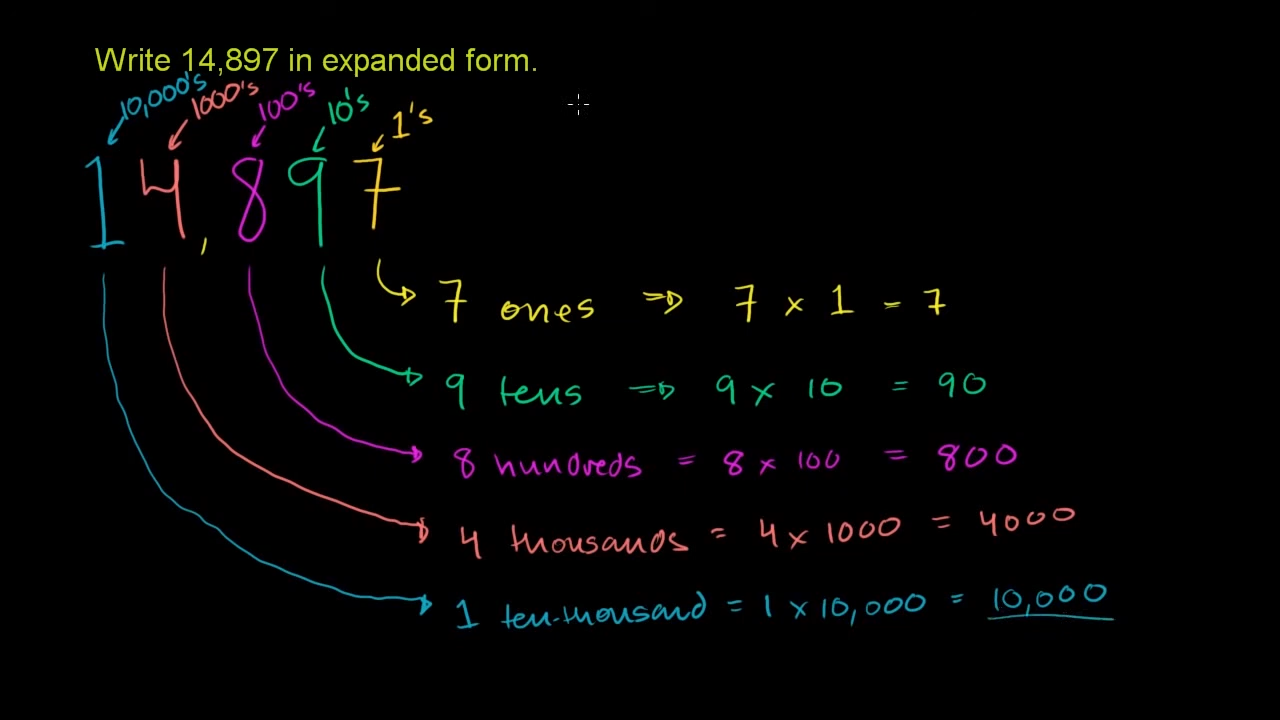 Write 14,897 in expanded form.
10,000's 1000's 100's 10's 1's
14,897
7 ones ⇒ 7 x 1 = 7
9 tens ⇒ 9 x 10 = 90
8 hundreds = 8 x 100 = 800
4 thousands = 4 x 1000 = 4000
1 ten-thousand = 1 x 10,000 = 10,000